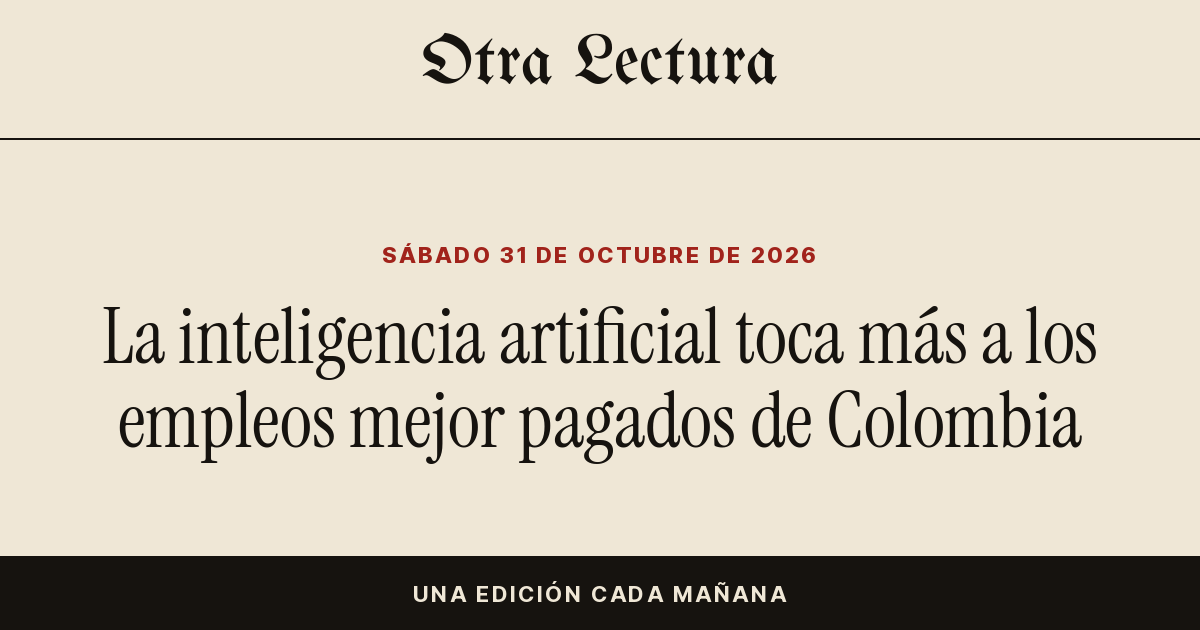 Otra Lectura
SÁBADO 31 DE OCTUBRE DE 2026
La inteligencia artificial toca más a los
empleos mejor pagados de Colombia
UNA EDICIÓN CADA MAÑANA